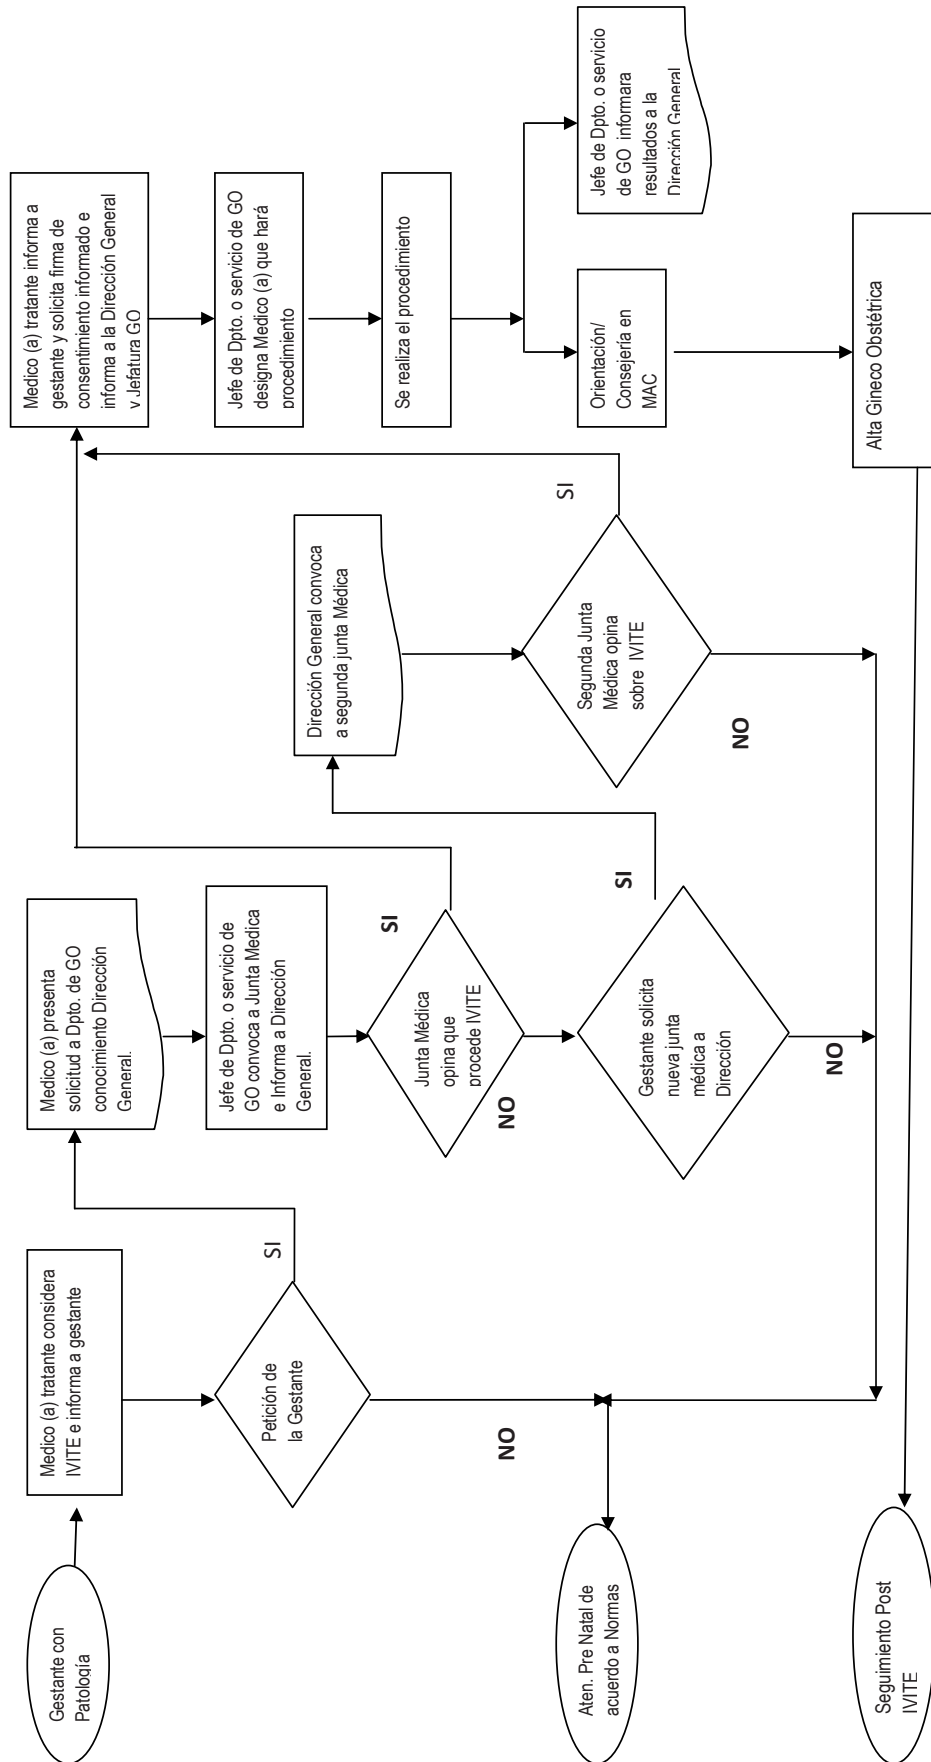 Gestante con
Patología
Medico (a) tratante considera
IVITE e informa a gestante
Petición de
la Gestante
SI
NO
Aten. Pre Natal de
acuerdo a Normas
Medico (a) presenta
solicitud a Dpto. de GO
conocimiento Dirección
General.
Jefe de Dpto. o servicio de
GO convoca a Junta Medica
e Informa a Dirección
General.
Junta Médica
opina que
procede IVITE
SI
NO
Gestante solicita
nueva junta
médica a
Dirección
SI
NO
Dirección General convoca
a segunda junta Médica
Segunda Junta
Médica opina
sobre IVITE
SI
NO
Medico (a) tratante informa a
gestante y solicita firma de
consentimiento informado e
informa a la Dirección General
y Jefatura GO
Jefe de Dpto. o servicio de GO
designa Medico (a) que hará
procedimiento
Se realiza el procedimiento
Orientación/
Consejería en
MAC
Jefe de Dpto. o servicio
de GO informara
resultados a la
Dirección General
Alta Gineco Obstétrica
Seguimiento Post
IVITE